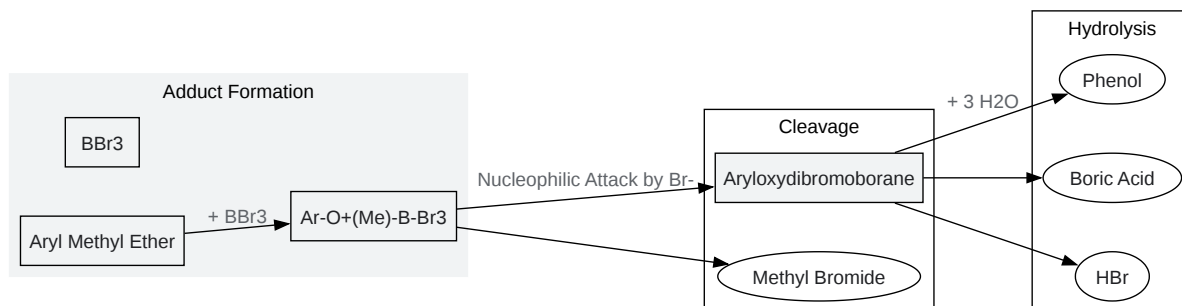 Adduct Formation
BBr3
Aryl Methyl Ether
+ BBr3
Ar-O+(Me)-B-Br3
Nucleophilic Attack by Br-
Cleavage
Aryloxydibromoborane
Methyl Bromide
+ 3 H2O
Hydrolysis
Phenol
Boric Acid
HBr